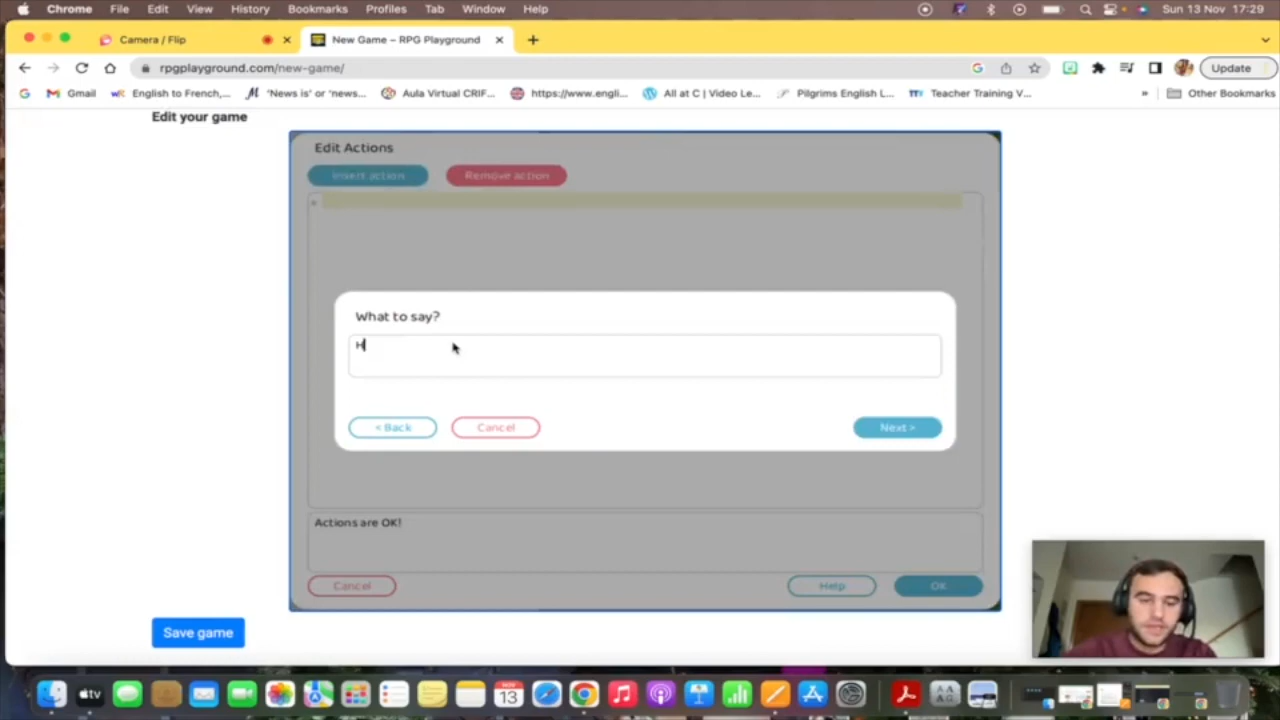 Chrome File Edit View History Bookmarks Profiles Tab Window Help Sun 13 Nov 17:29
Camera / Flip New Game – RPG Playground
rpgplayground.com/new-game/ Update
Gmail English to French,... 'News is' or 'news... Aula Virtual CRIF... https://www.engli... All at C | Video Le... Pilgrims English L... Teacher Training V... » Other Bookmarks
Edit your game
Edit Actions
Insert action Remove action
What to say?
H
< Back Cancel Next >
Actions are OK!
Cancel Help OK
Save game
tv NOV 13